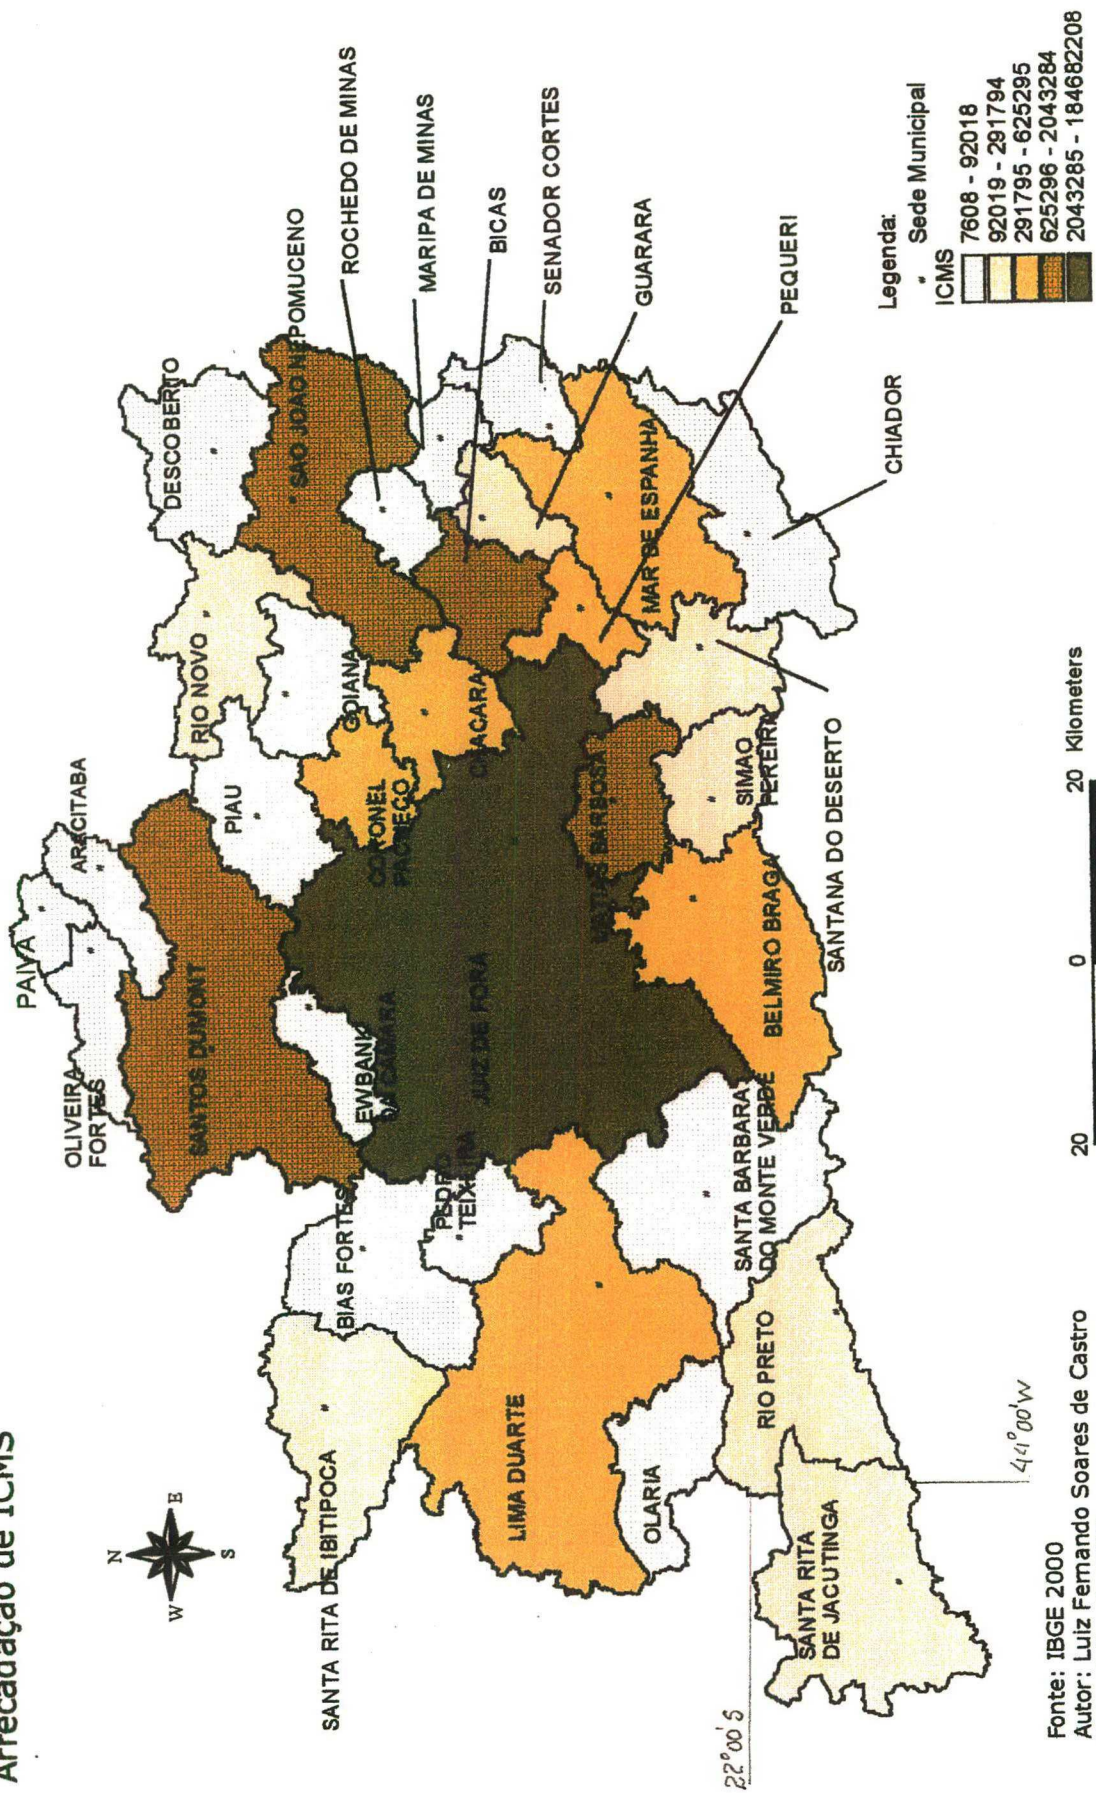 Arrecadação de ICMS
N
W
E
S
PAIVA
OLIVEIRA
FORTES
ARACITABA
SANTOS DUMONT
PIAU
RIO NOVO
DESCOBERTO
GOIANA
SAO JOAO NEPOMUCENO
ROCHEDO DE MINAS
MARIPA DE MINAS
BICAS
SENADOR CORTES
GUARARA
PEQUERI
CHIADOR
MAR DE ESPANHA
CORONEL
PACHECO
CHACARA
EWBANK
DA CAMARA
JUIZ DE FORA
MATIAS BARBOSA
SIMAO
PEREIRA
SANTANA DO DESERTO
BELMIRO BRAGA
BIAS FORTES
PEDRO
TEIXEIRA
SANTA RITA DE IBITIPOCA
LIMA DUARTE
OLARIA
SANTA BARBARA
DO MONTE VERDE
RIO PRETO
SANTA RITA
DE JACUTINGA
22°00'S
44°00'W
Legenda:
Sede Municipal
ICMS
7608 - 92018
92019 - 291794
291795 - 625295
625296 - 2043284
2043285 - 184682208
20 0 20 Kilometers
Fonte: IBGE 2000
Autor: Luiz Fernando Soares de Castro